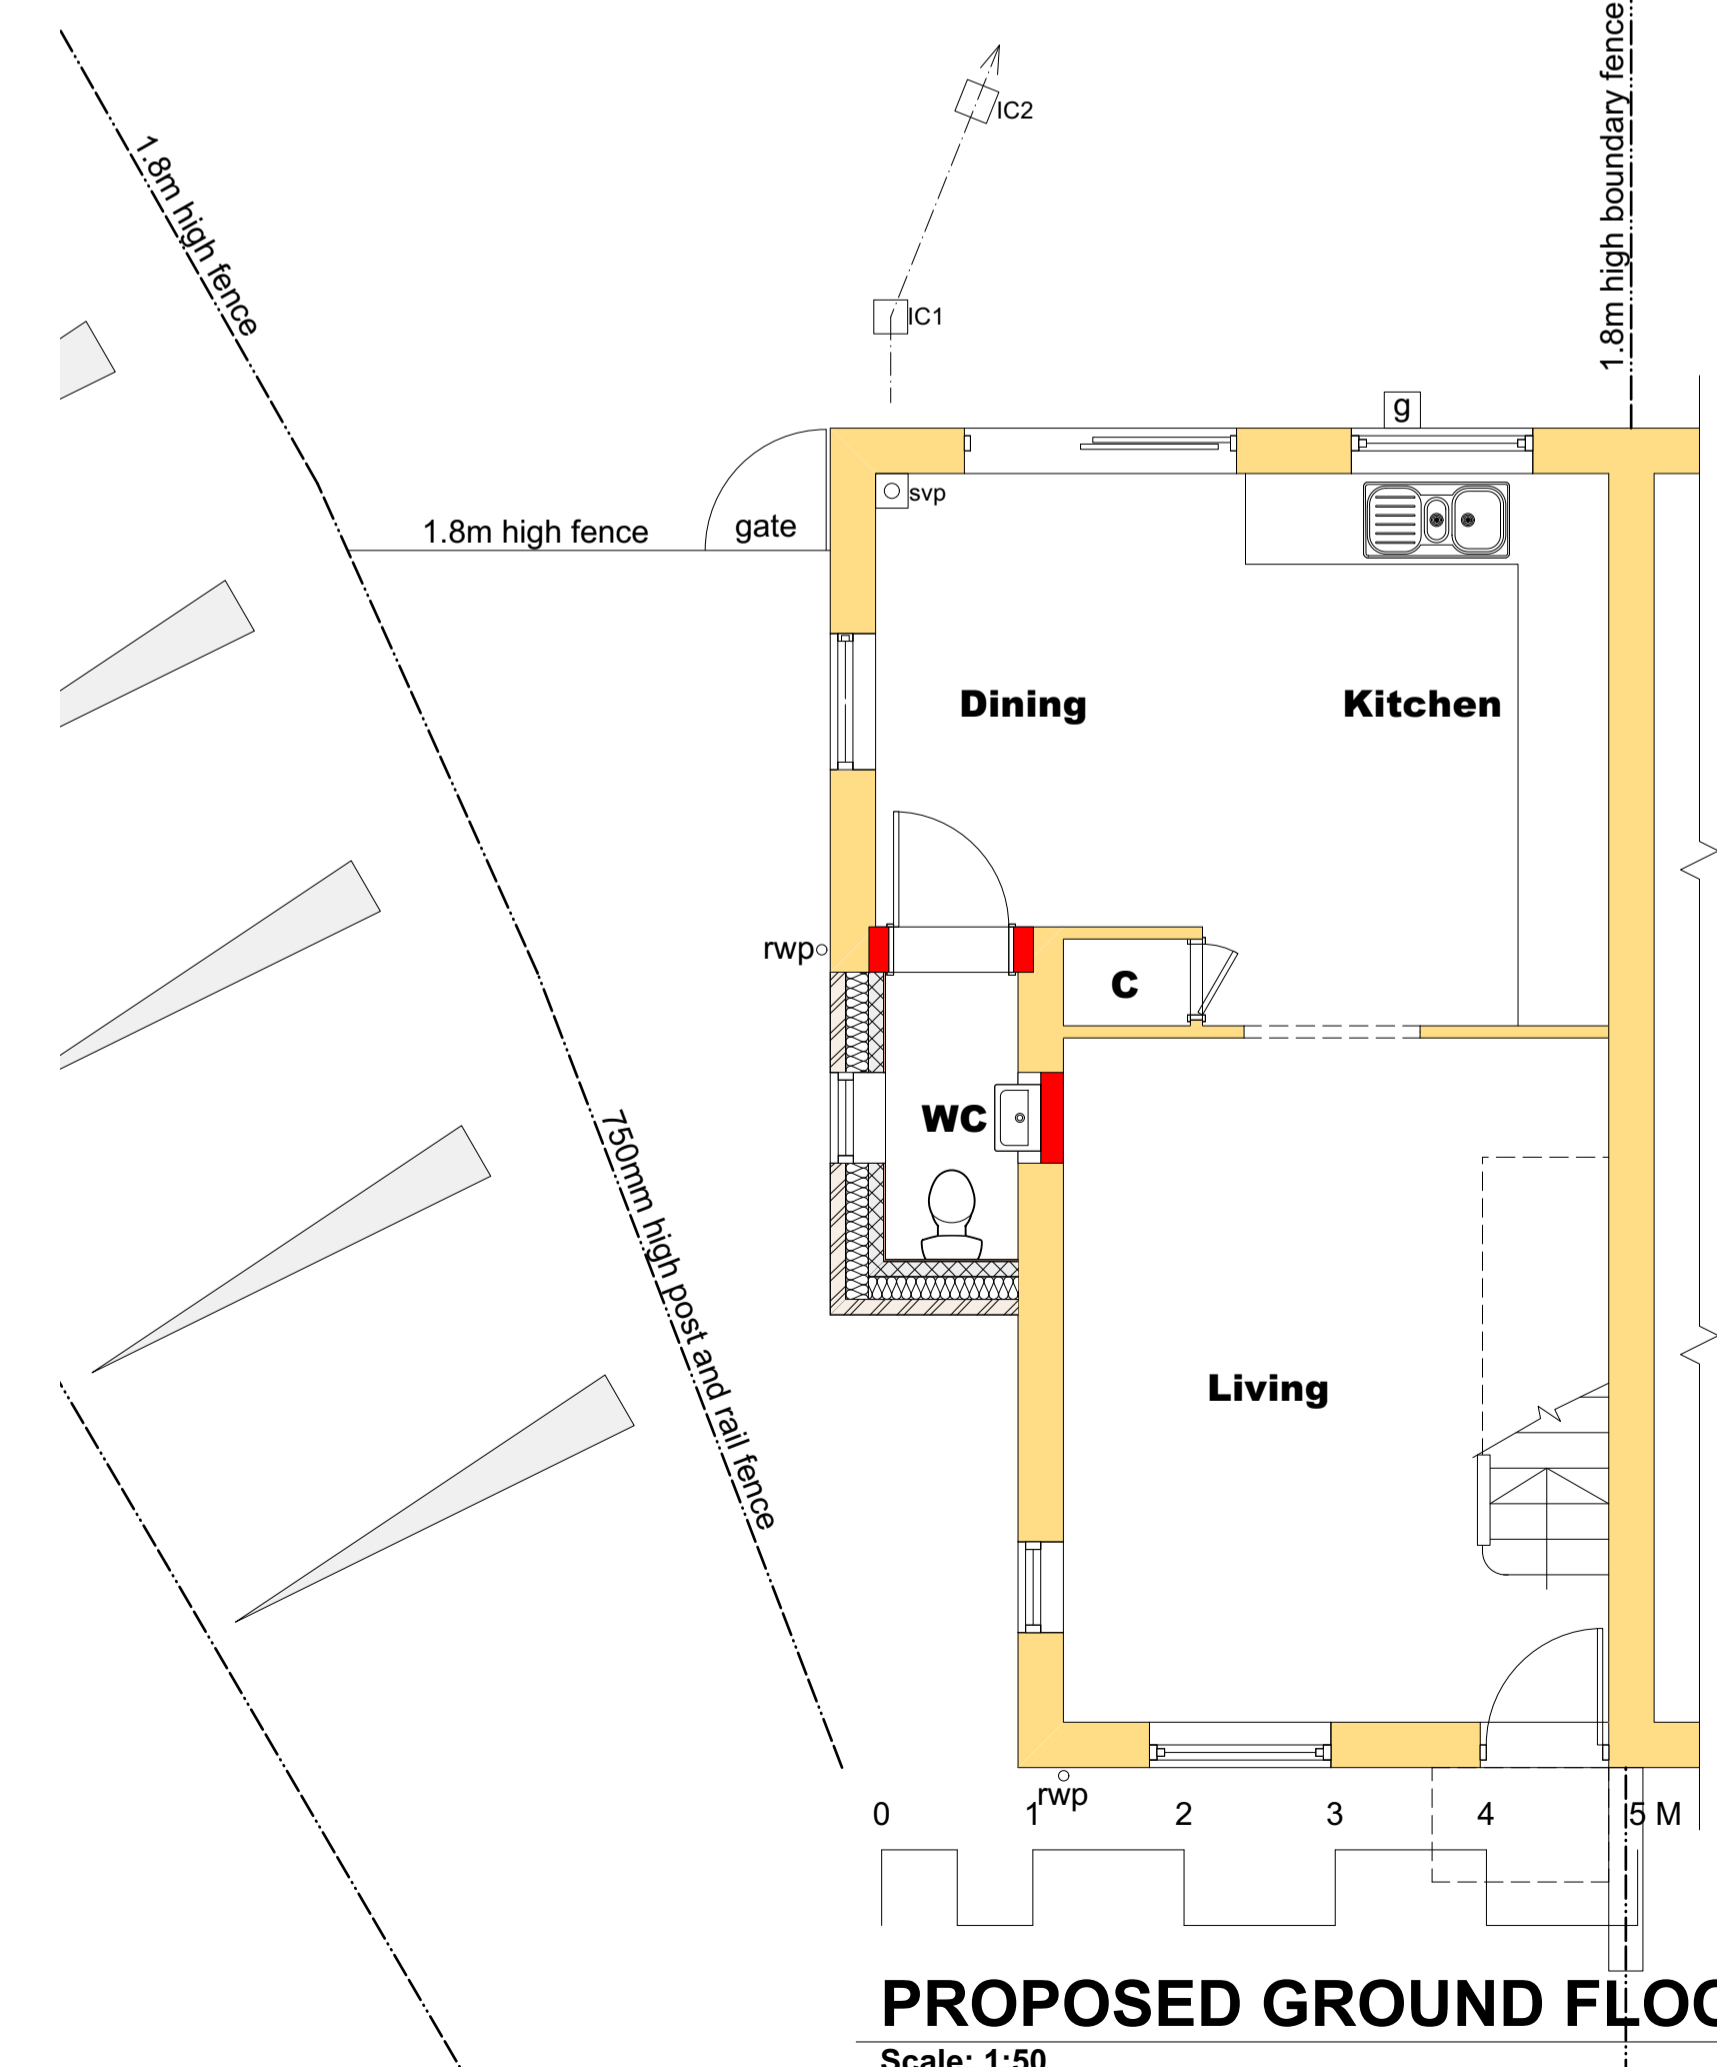 1.8m high boundary fence
IC2
1.8m high fence
IC1
g
svp
1.8m high fence
gate
Dining
Kitchen
rwp
C
WC
750mm high post and rail fence
Living
rwp
0 1 2 3 4 5 M
PROPOSED GROUND
Scale: 1:50